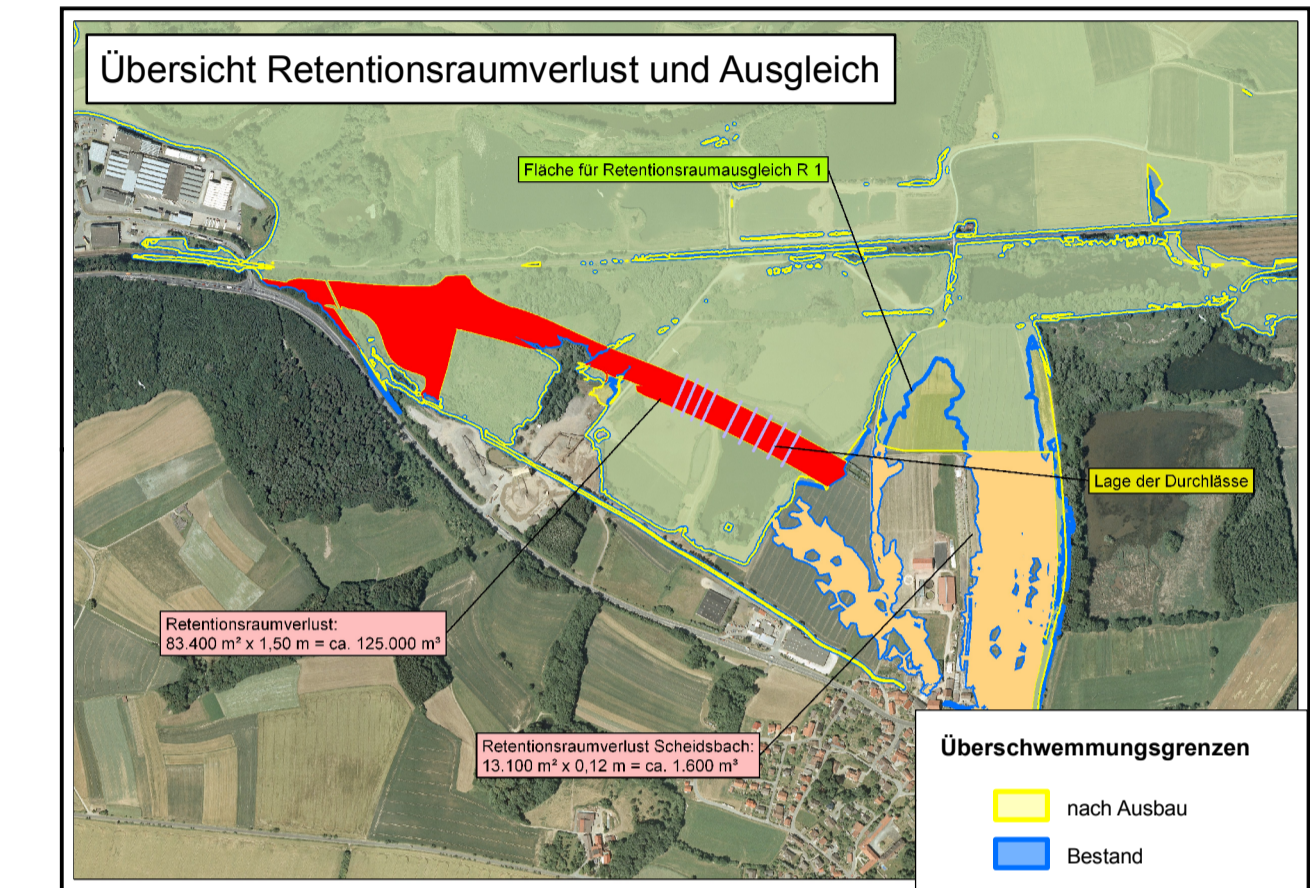 Übersicht Retentionsraumverlust und Ausgleich
Fläche für Retentionsraumausgleich R 1
Lage der Durchlässe
Retentionsraumverlust:
83.400 m² x 1,50 m = ca. 125.000 m³
Retentionsraumverlust Scheidsbach:
13.100 m² x 0,12 m = ca. 1.600 m³
Überschwemmungsgrenzen
nach Ausbau
Bestand